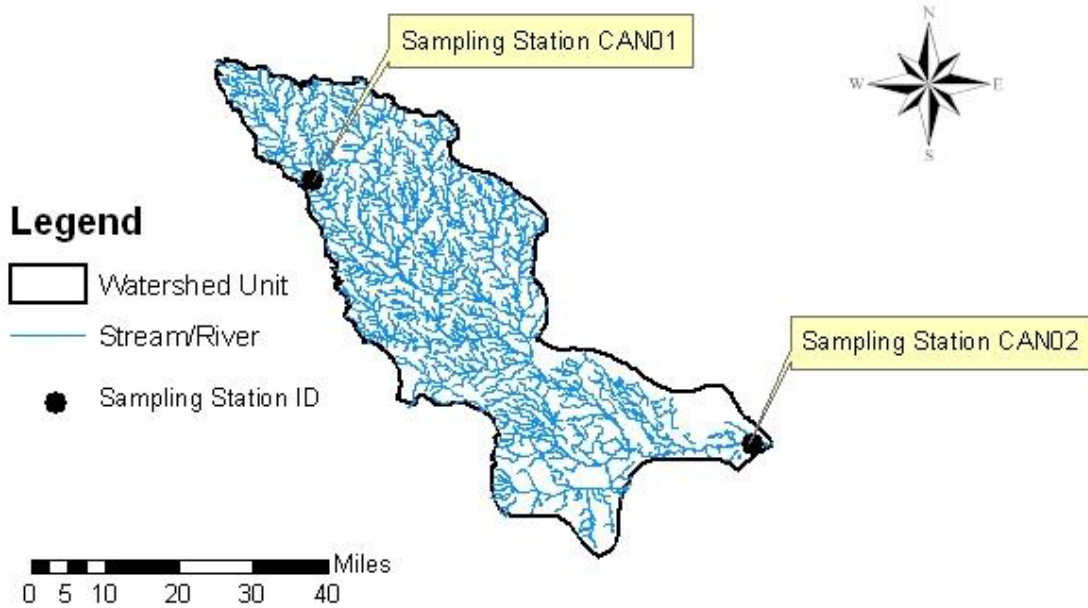 Sampling Station CAN01
N
W E
S
Legend
Watershed Unit
Stream/River
Sampling Station ID
Sampling Station CAN02
Miles
0 5 10 20 30 40